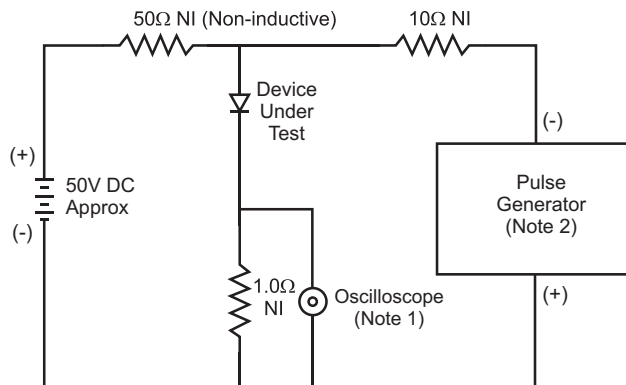 50Ω NI (Non-inductive)
10Ω NI
Device
Under
Test
(-)
(+)
50V DC
Approx
(-)
Pulse
Generator
(Note 2)
1.0Ω
NI
Oscilloscope
(Note 1)
(+)